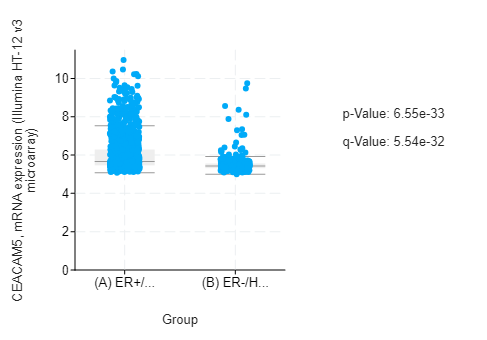 CEACAM5, mRNA expression (Illumina HT-12 v3
microarray)
10
8
6
4
2
0
(A) ER+/...
(B) ER-/H...
Group
p-Value: 6.55e-33
q-Value: 5.54e-32